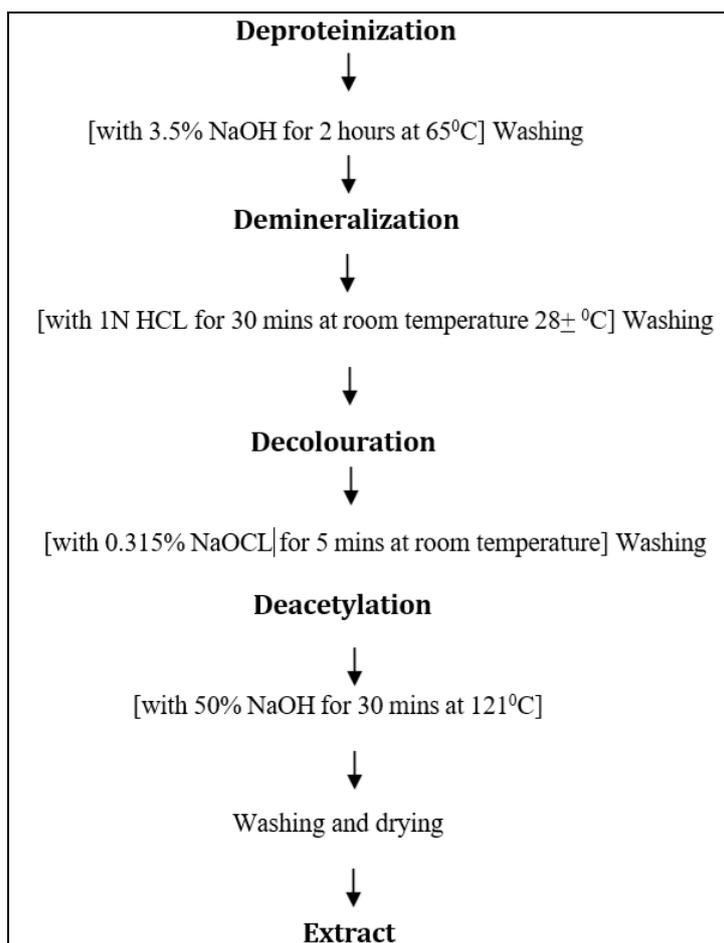 Deproteinization
[with 3.5% NaOH for 2 hours at 65⁰C] Washing
Demineralization
[with 1N HCL for 30 mins at room temperature 28± ⁰C] Washing
Decolouration
[with 0.315% NaOCL for 5 mins at room temperature] Washing
Deacetylation
[with 50% NaOH for 30 mins at 121⁰C]
Washing and drying
Extract